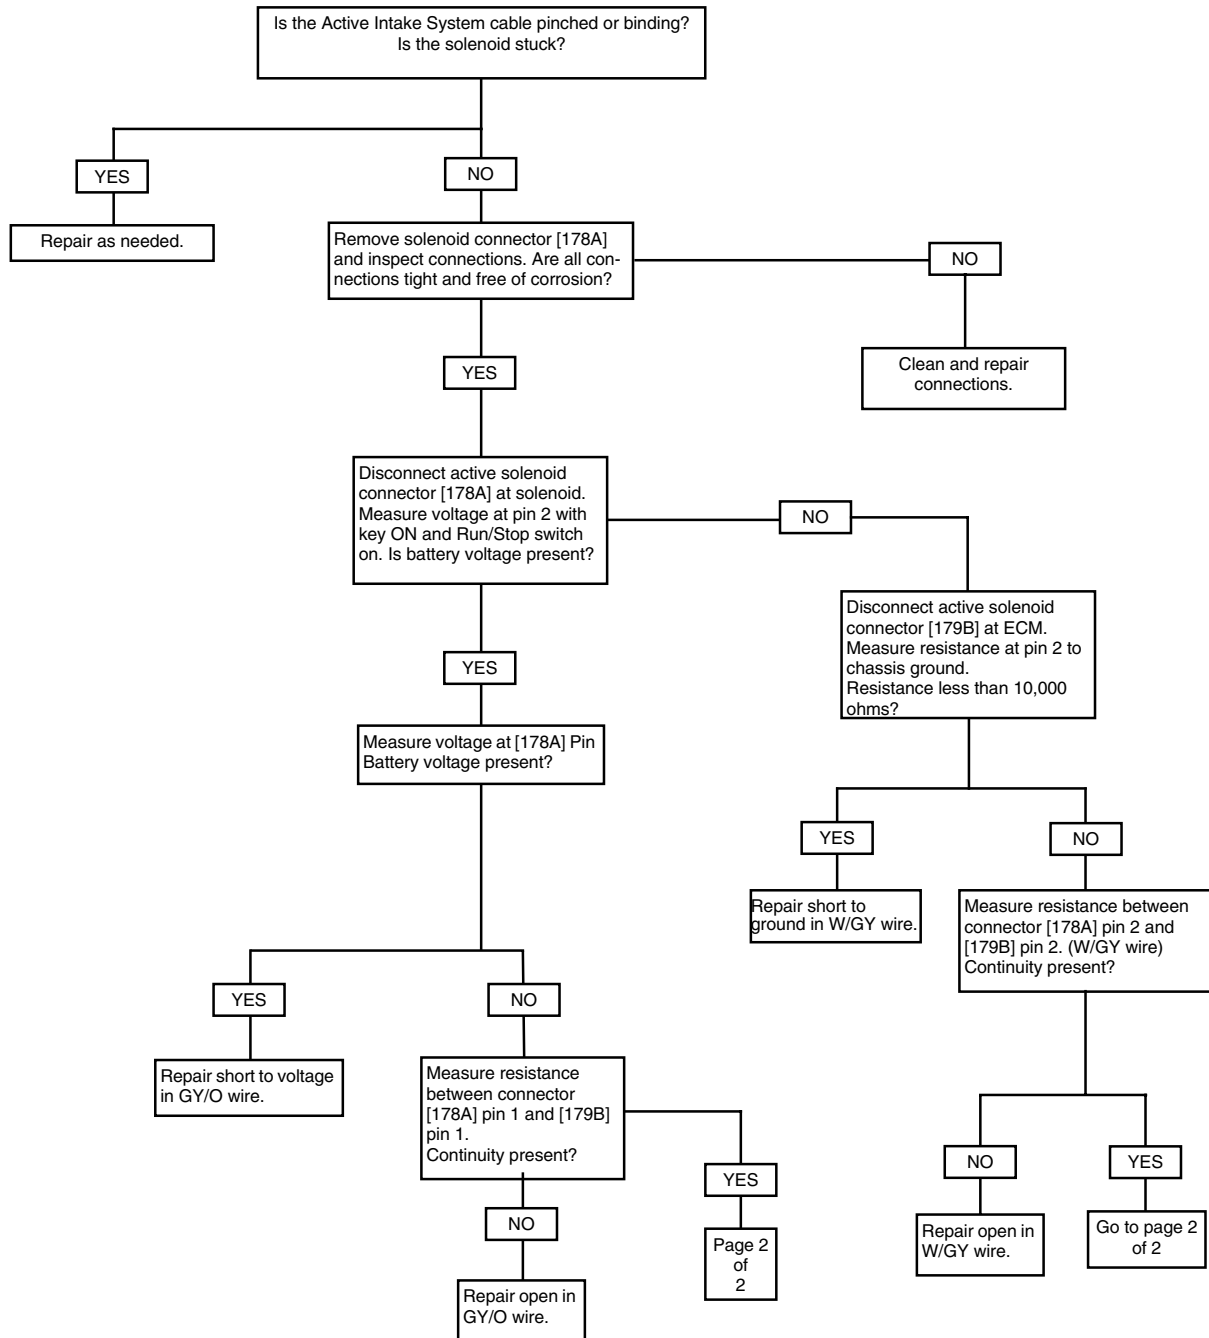 Is the Active Intake System cable pinched or binding?
Is the solenoid stuck?
YES
NO
Repair as needed.
Remove solenoid connector [178A]
and inspect connections. Are all con-
nections tight and free of corrosion?
NO
YES
Clean and repair
connections.
Disconnect active solenoid
connector [178A] at solenoid.
Measure voltage at pin 2 with
key ON and Run/Stop switch
on. Is battery voltage present?
NO
Disconnect active solenoid
connector [179B] at ECM.
Measure resistance at pin 2 to
chassis ground.
Resistance less than 10,000
ohms?
YES
Measure voltage at [178A] Pin
Battery voltage present?
YES
NO
Repair short to
ground in W/GY wire.
Measure resistance between
connector [178A] pin 2 and
[179B] pin 2. (W/GY wire)
Continuity present?
YES
NO
Repair short to voltage
in GY/O wire.
Measure resistance
between connector
[178A] pin 1 and [179B]
pin 1.
Continuity present?
NO
YES
YES
NO
Repair open in
W/GY wire.
Go to page 2
of 2
Page 2
of
2
Repair open in
GY/O wire.